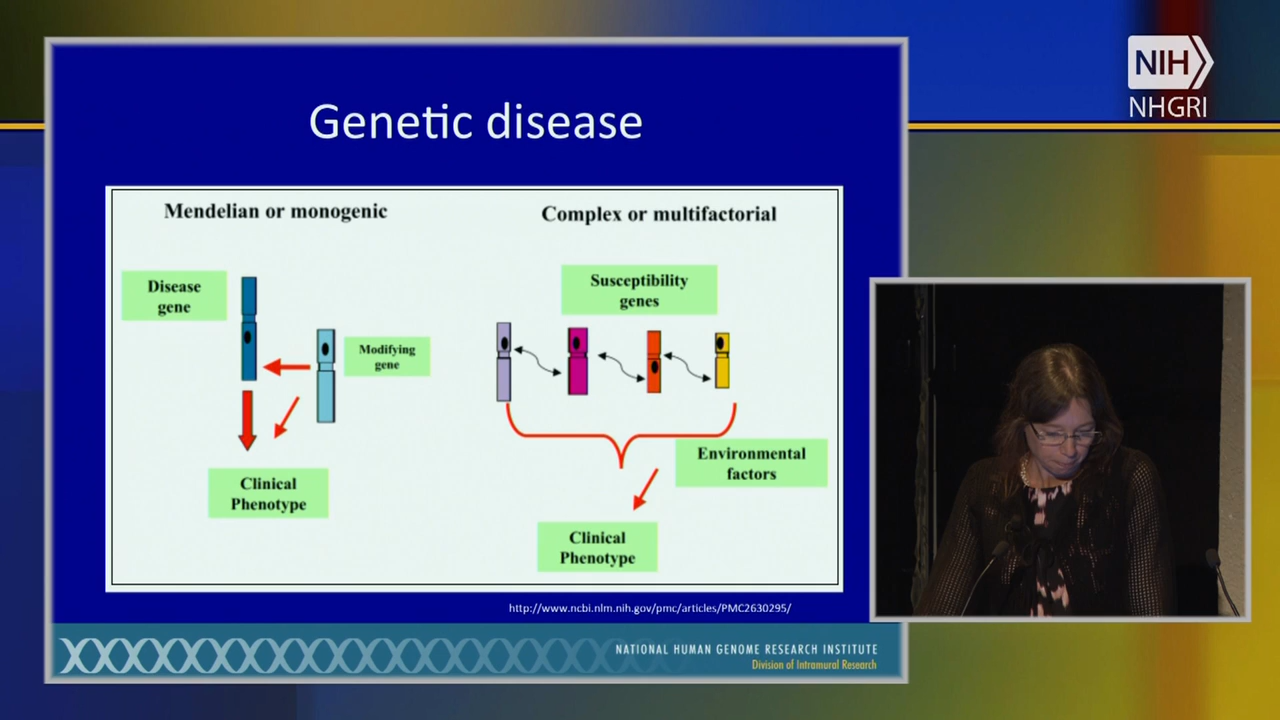 Genetic disease
Mendelian or monogenic
Disease
gene
Modifying
gene
Clinical
Phenotype
Complex or multifactorial
Susceptibility
genes
Environmental
factors
Clinical
Phenotype
http://www.ncbi.nlm.nih.gov/pmc/articles/PMC2630295/
NATIONAL HUMAN GENOME RESEARCH INSTITUTE
Division of Intramural Research
NIH
NHGRI